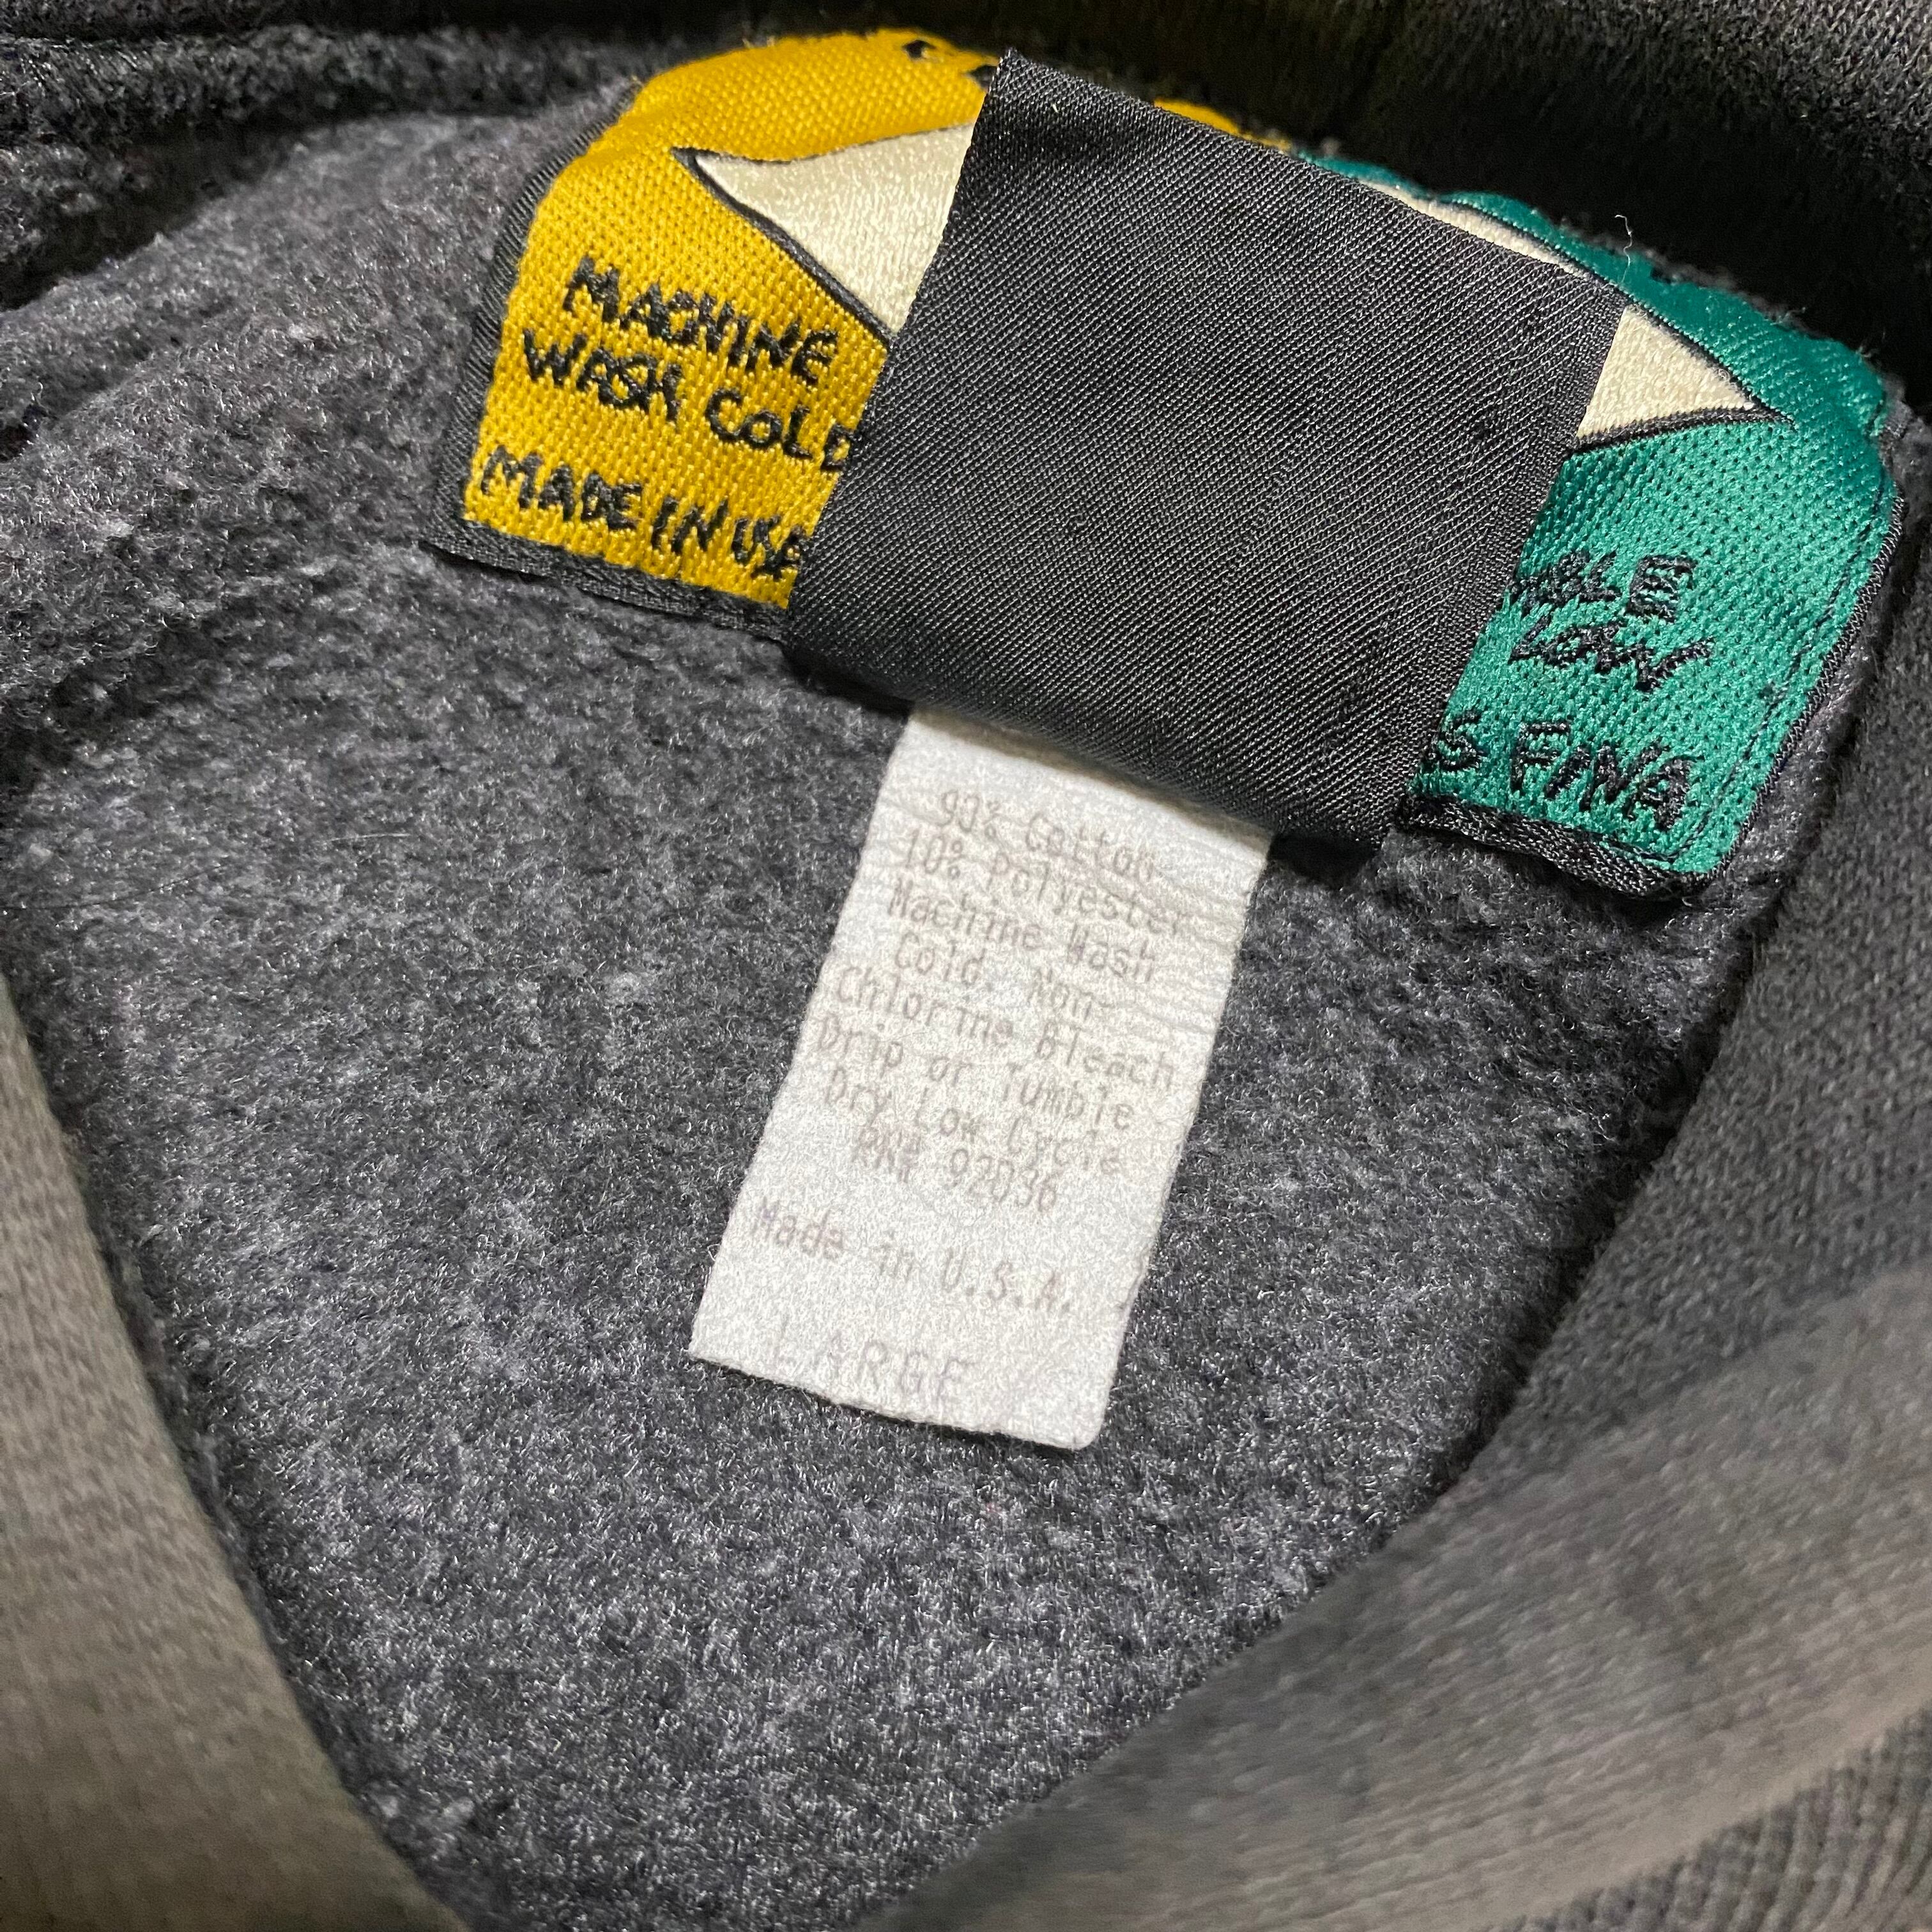 MACHINE
WASH COLD
MADE IN USA
LOW
FINA
90% Cotton
10% Polyester
Machine Wash
Cold, Non-
Chlorine Bleach
Drip or Tumble
Dry Low Cycle
RN# 92036
Made in U.S.A.
LARGE